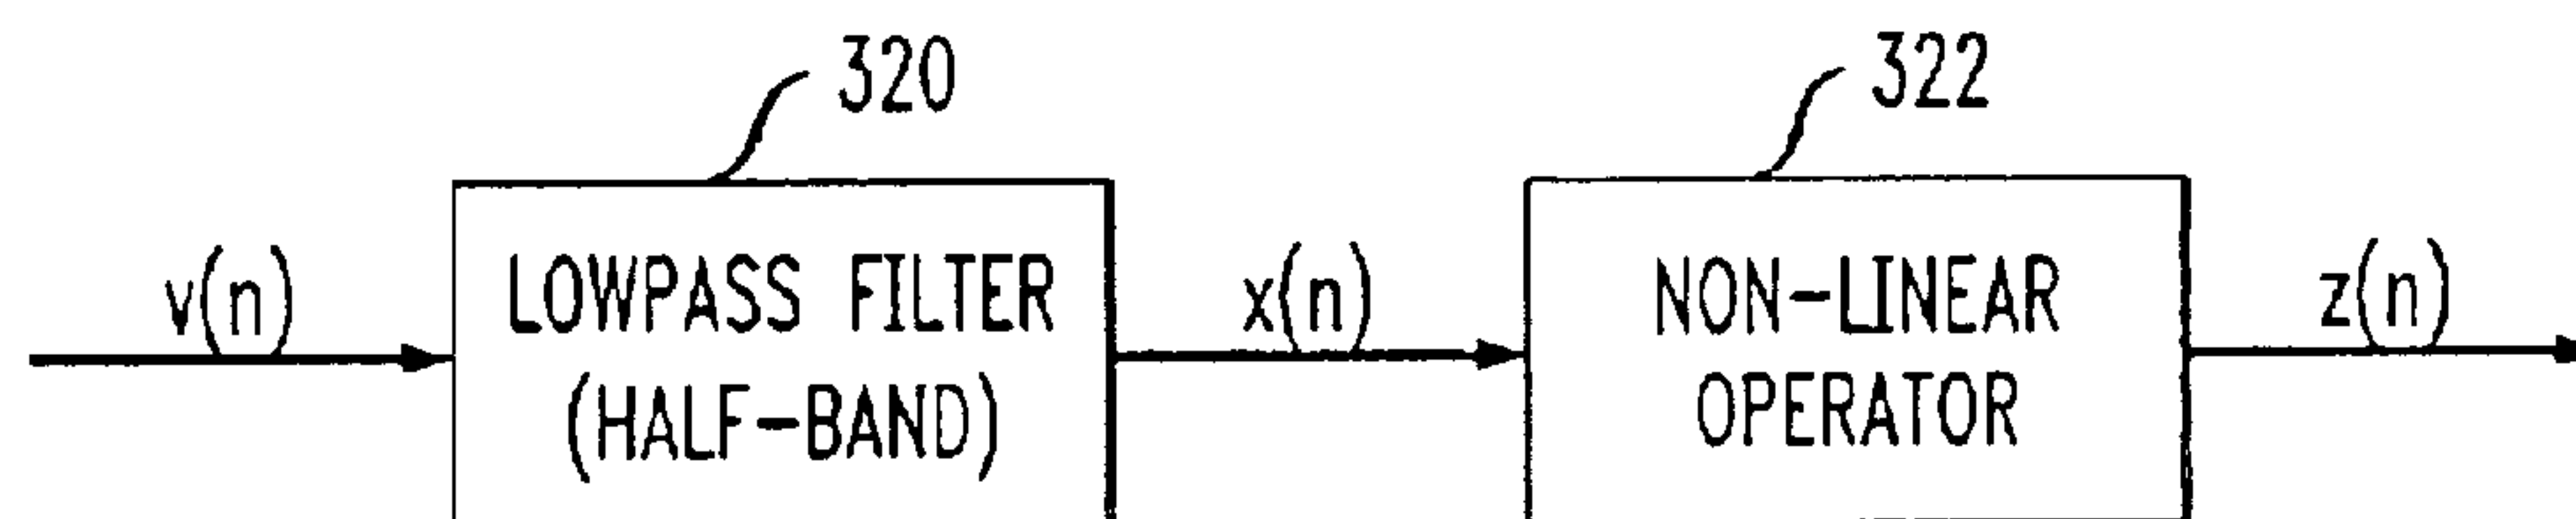 320
322
v(n)
LOWPASS FILTER
(HALF-BAND)
x(n)
NON-LINEAR
OPERATOR
z(n)